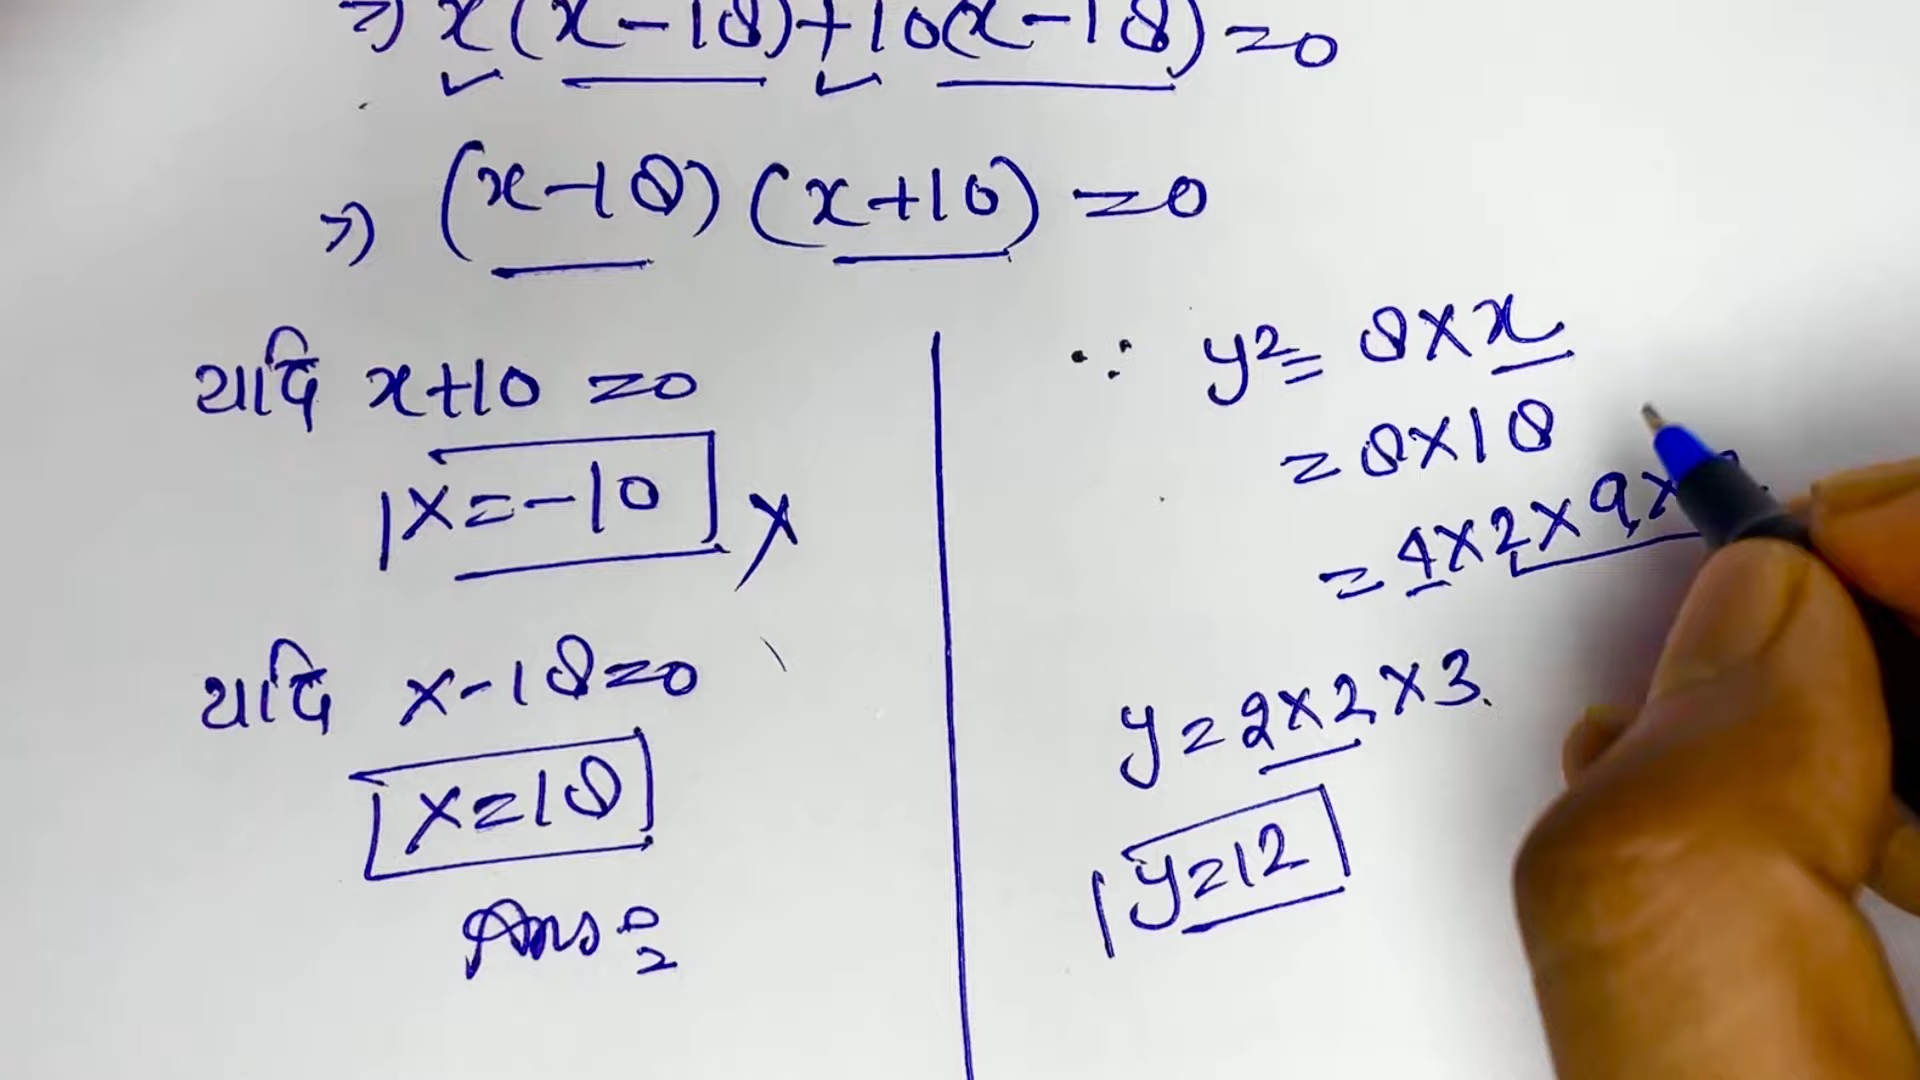 ⇒ x(x-18)+10(x-18)=0
⇒ (x-18)(x+10)=0
यदि x+10=0
x=-10 ×
यदि x-18=0
x=18
Ans:
∵ y²= 8×x
=8×18
=4×2×9×
y=2×2×3
y=12